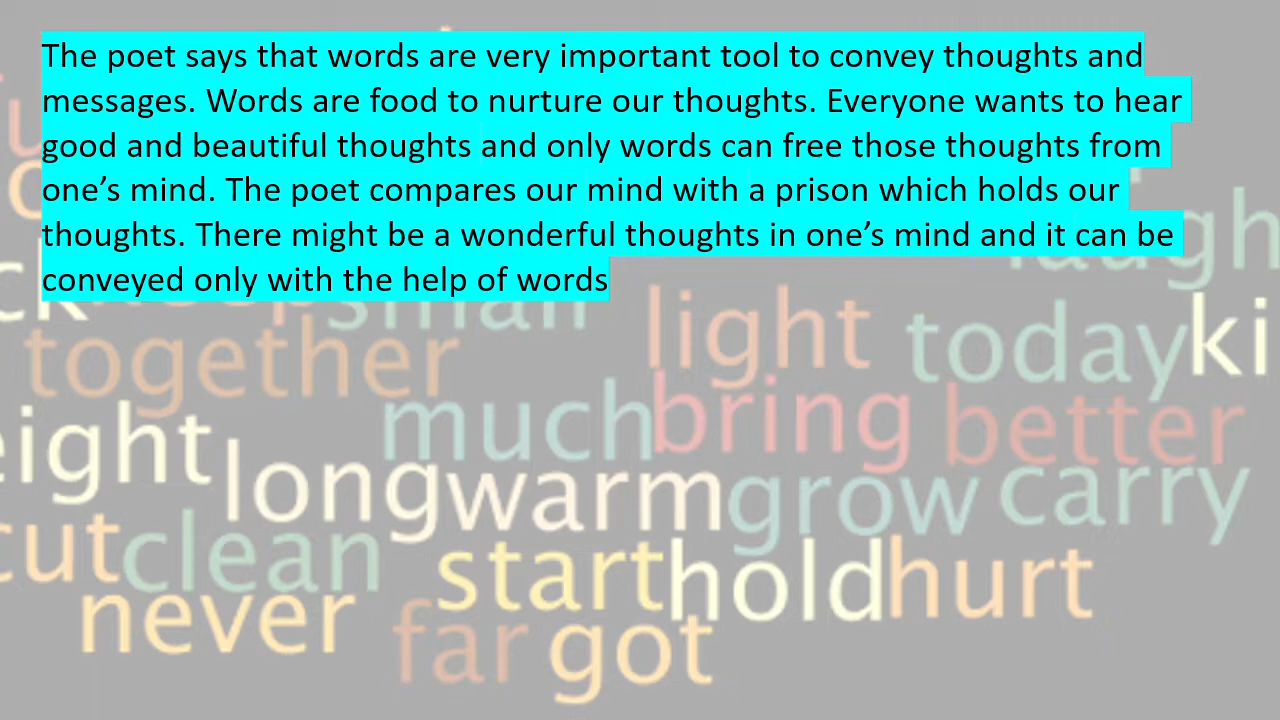 The poet says that words are very important tool to convey thoughts and
messages. Words are food to nurture our thoughts. Everyone wants to hear
good and beautiful thoughts and only words can free those thoughts from
one’s mind. The poet compares our mind with a prison which holds our
thoughts. There might be a wonderful thoughts in one’s mind and it can be
conveyed only with the help of words
small
together light today ki
much bring better
eight long warm grow carry
cut clean start hold hurt
never far got